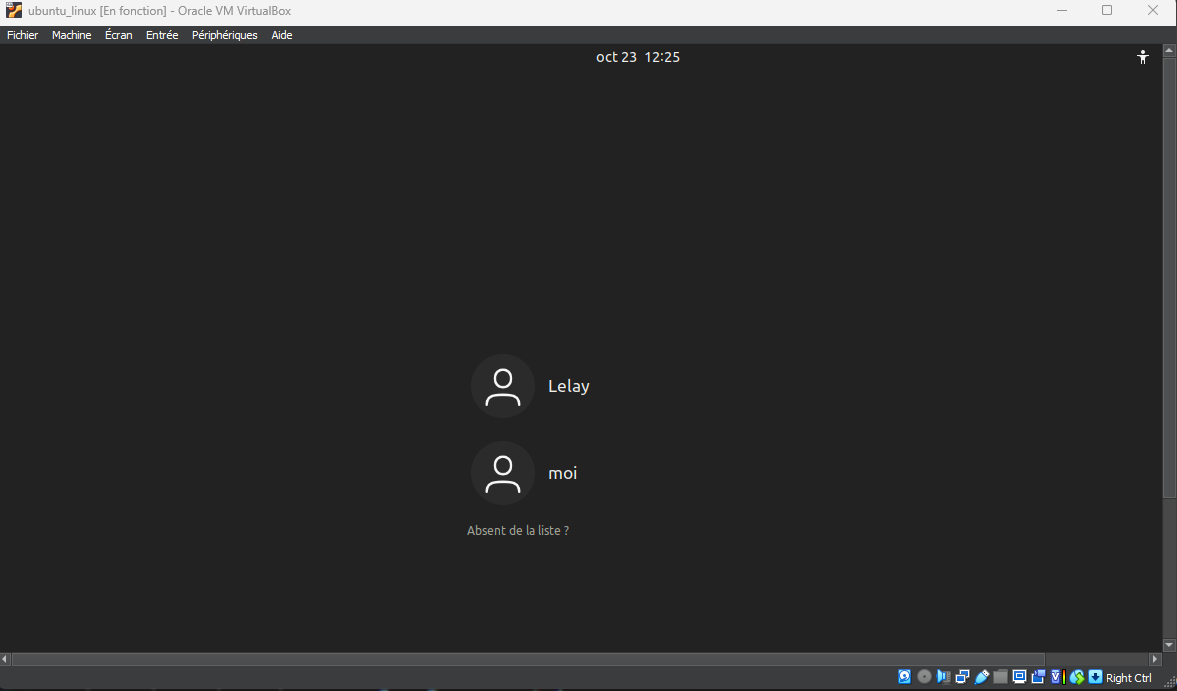 ubuntu_linux [En fonction] - Oracle VM VirtualBox
Fichier Machine Écran Entrée Périphériques Aide
oct 23 12:25
Lelay
moi
Absent de la liste ?
Right Ctrl